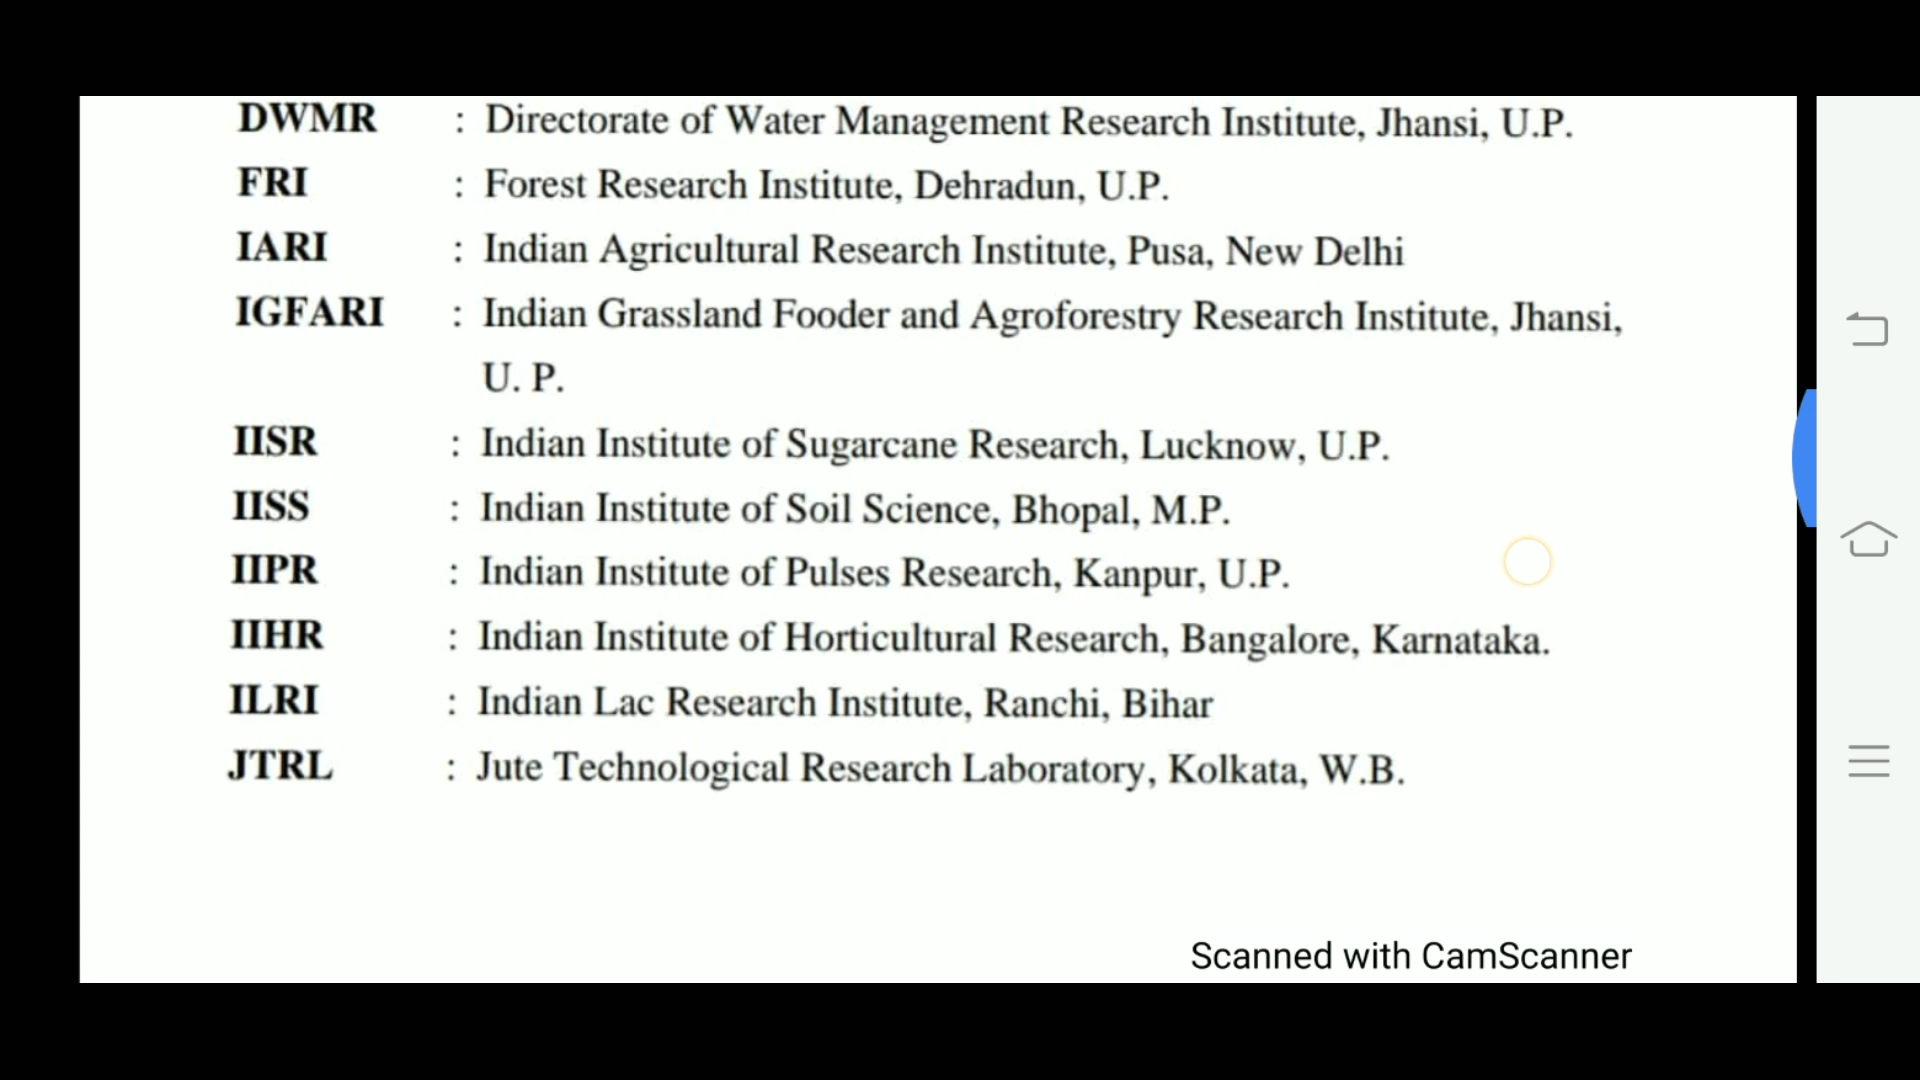 DWMR : Directorate of Water Management Research Institute, Jhansi, U.P.
FRI : Forest Research Institute, Dehradun, U.P.
IARI : Indian Agricultural Research Institute, Pusa, New Delhi
IGFARI : Indian Grassland Fooder and Agroforestry Research Institute, Jhansi,
U. P.
IISR : Indian Institute of Sugarcane Research, Lucknow, U.P.
IISS : Indian Institute of Soil Science, Bhopal, M.P.
IIPR : Indian Institute of Pulses Research, Kanpur, U.P.
IIHR : Indian Institute of Horticultural Research, Bangalore, Karnataka.
ILRI : Indian Lac Research Institute, Ranchi, Bihar
JTRL : Jute Technological Research Laboratory, Kolkata, W.B.
Scanned with CamScanner